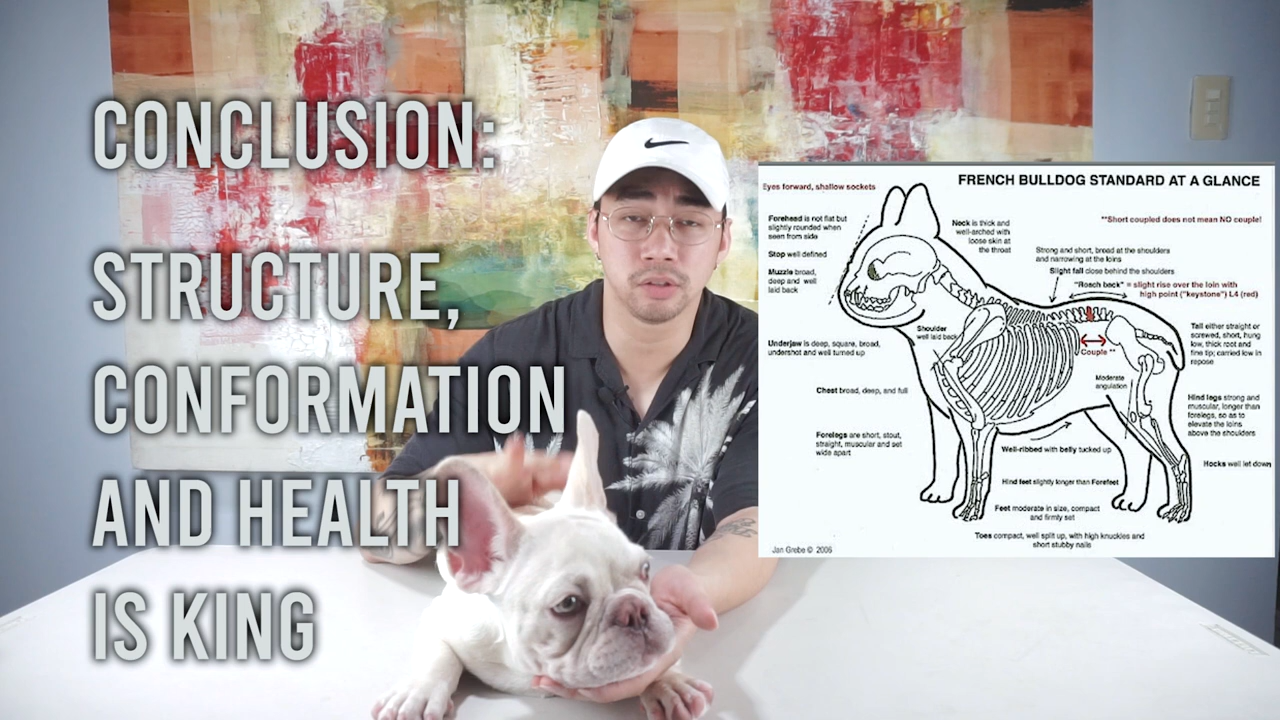 CONCLUSION:
STRUCTURE,
CONFORMATION
AND HEALTH
IS KING
FRENCH BULLDOG STANDARD AT A GLANCE
Eyes forward, shallow sockets
**Short coupled does not mean NO couple!
Forehead is not flat but
slightly rounded when
seen from side
Neck is thick and
well-arched with
loose skin at
the throat
Strong and short, broad at the shoulders
and narrowing at the loins
Stop well defined
Slight fall close behind the shoulders
Muzzle broad,
deep and well
laid back
"Roach back" = slight rise over the loin with
high point ("keystone") L4 (red)
Shoulder
well laid back
Tail either straight or
screwed, short, hung
low, thick root and
fine tip; carried low in
repose
Underjaw is deep, square, broad,
undershot and well turned up
Couple **
Moderate
angulation
Chest broad, deep, and full
Hind legs strong and
muscular, longer than
forelegs, so as to
elevate the loins
above the shoulders
Forelegs are short, stout,
straight, muscular and set
wide apart
Well-ribbed with belly tucked up
Hocks well let down
Hind feet slightly longer than Forefeet
Feet moderate in size, compact
and firmly set
Toes compact, well split up, with high knuckles and
short stubby nails
Jan Grebe © 2006